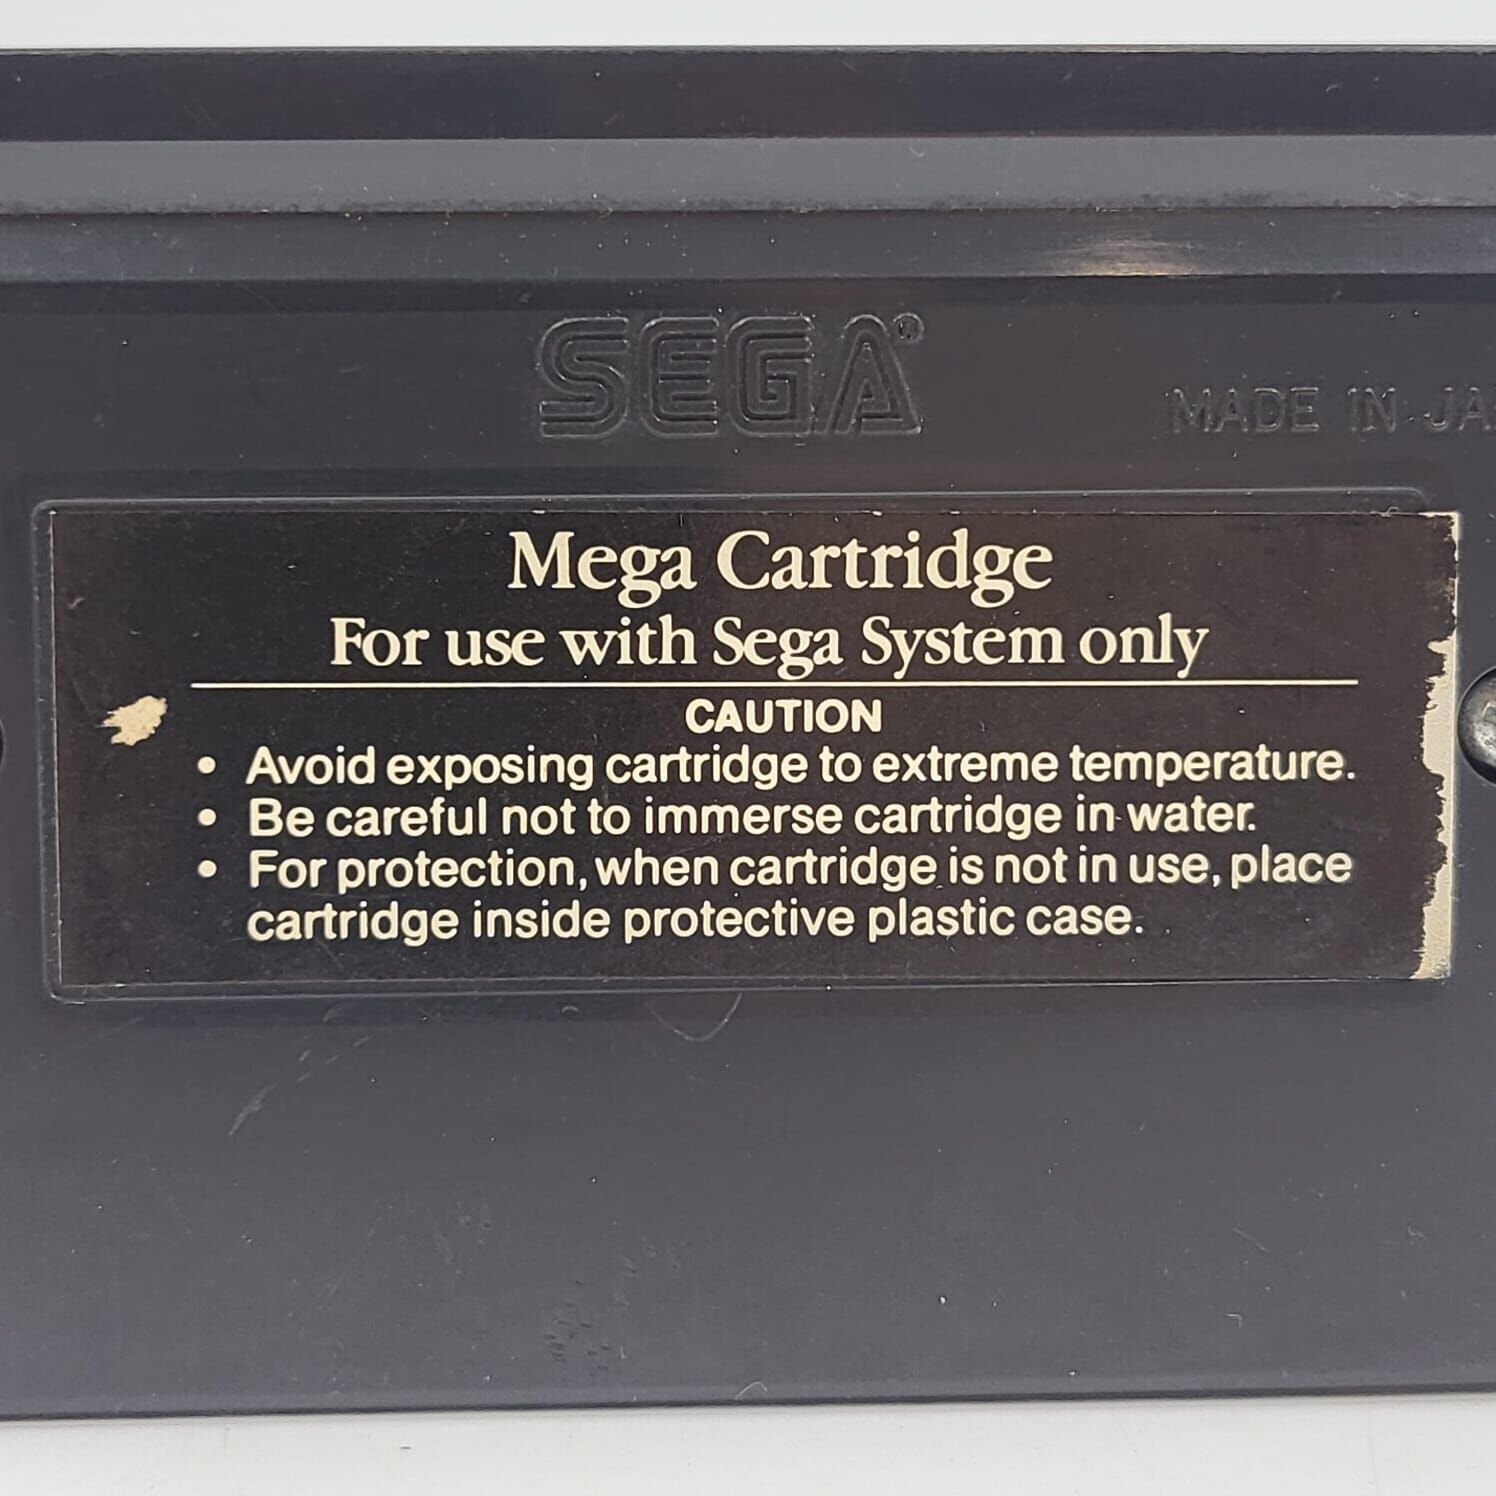 SEGA®
MADE IN JA
Mega Cartridge
For use with Sega System only
CAUTION
• Avoid exposing cartridge to extreme temperature.
• Be careful not to immerse cartridge in water.
• For protection, when cartridge is not in use, place
cartridge inside protective plastic case.